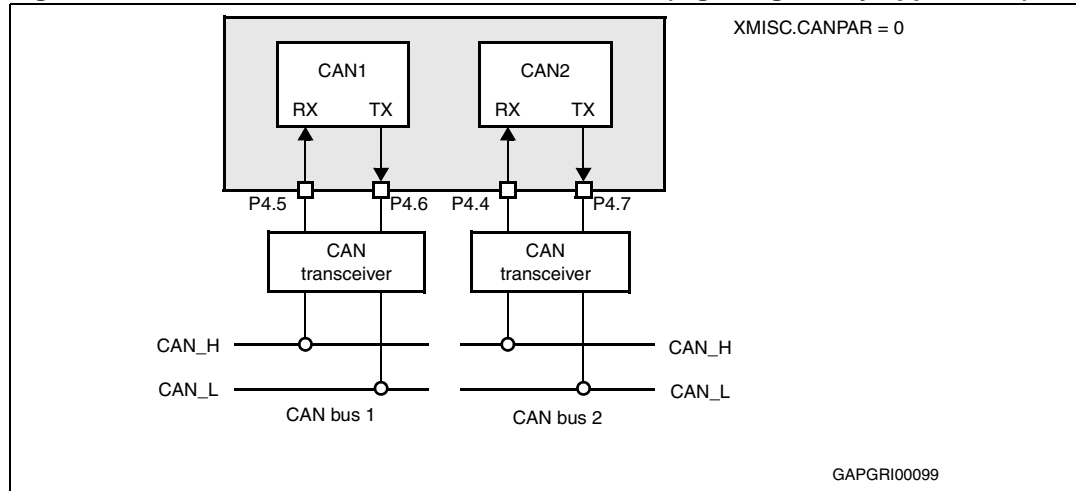 XMISC.CANPAR = 0
CAN1
CAN2
RX TX
RX TX
P4.5
P4.6
P4.4
P4.7
CAN
transceiver
CAN
transceiver
CAN_H
CAN_H
CAN_L
CAN_L
CAN bus 1
CAN bus 2
GAPGRI00099